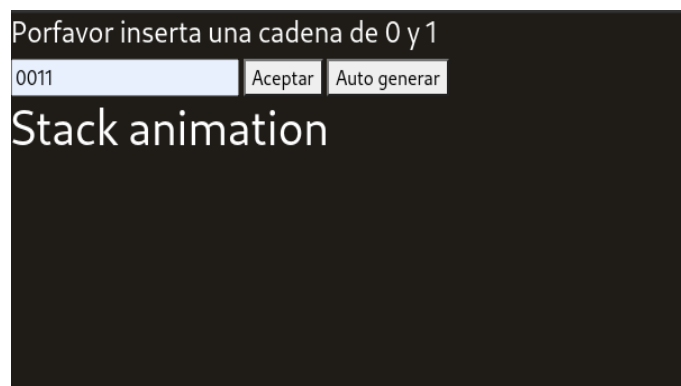 Porfavor inserta una cadena de 0 y 1
0011 Aceptar Auto generar
Stack animation